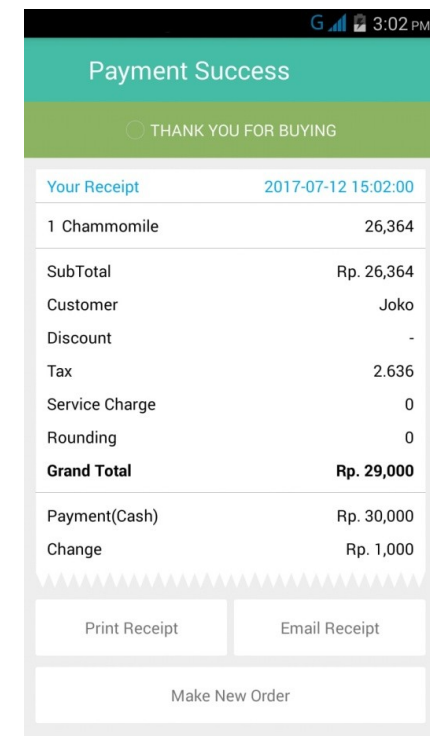 G 3:02 PM
Payment Success
THANK YOU FOR BUYING
Your Receipt 2017-07-12 15:02:00
1 Chammomile 26,364
SubTotal Rp. 26,364
Customer Joko
Discount -
Tax 2.636
Service Charge 0
Rounding 0
Grand Total Rp. 29,000
Payment(Cash) Rp. 30,000
Change Rp. 1,000
Print Receipt Email Receipt
Make New Order